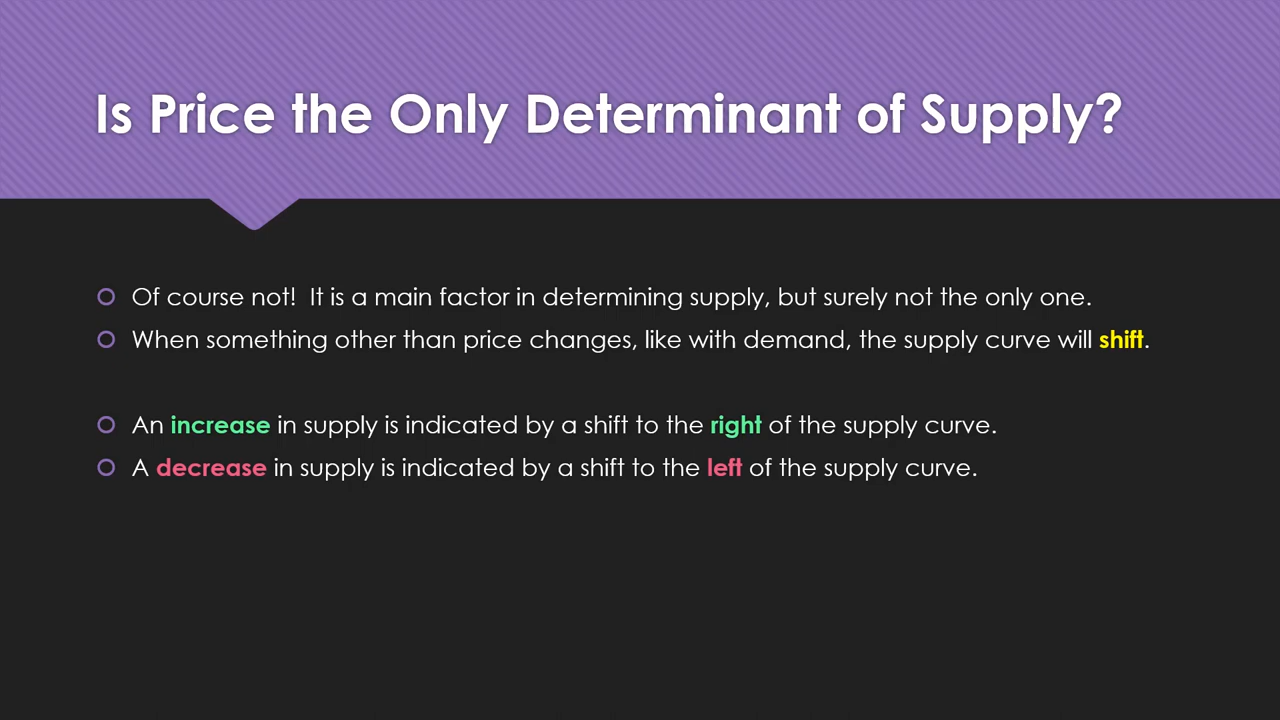 Is Price the Only Determinant of Supply?
Of course not!  It is a main factor in determining supply, but surely not the only one.
When something other than price changes, like with demand, the supply curve will shift.
An increase in supply is indicated by a shift to the right of the supply curve.
A decrease in supply is indicated by a shift to the left of the supply curve.